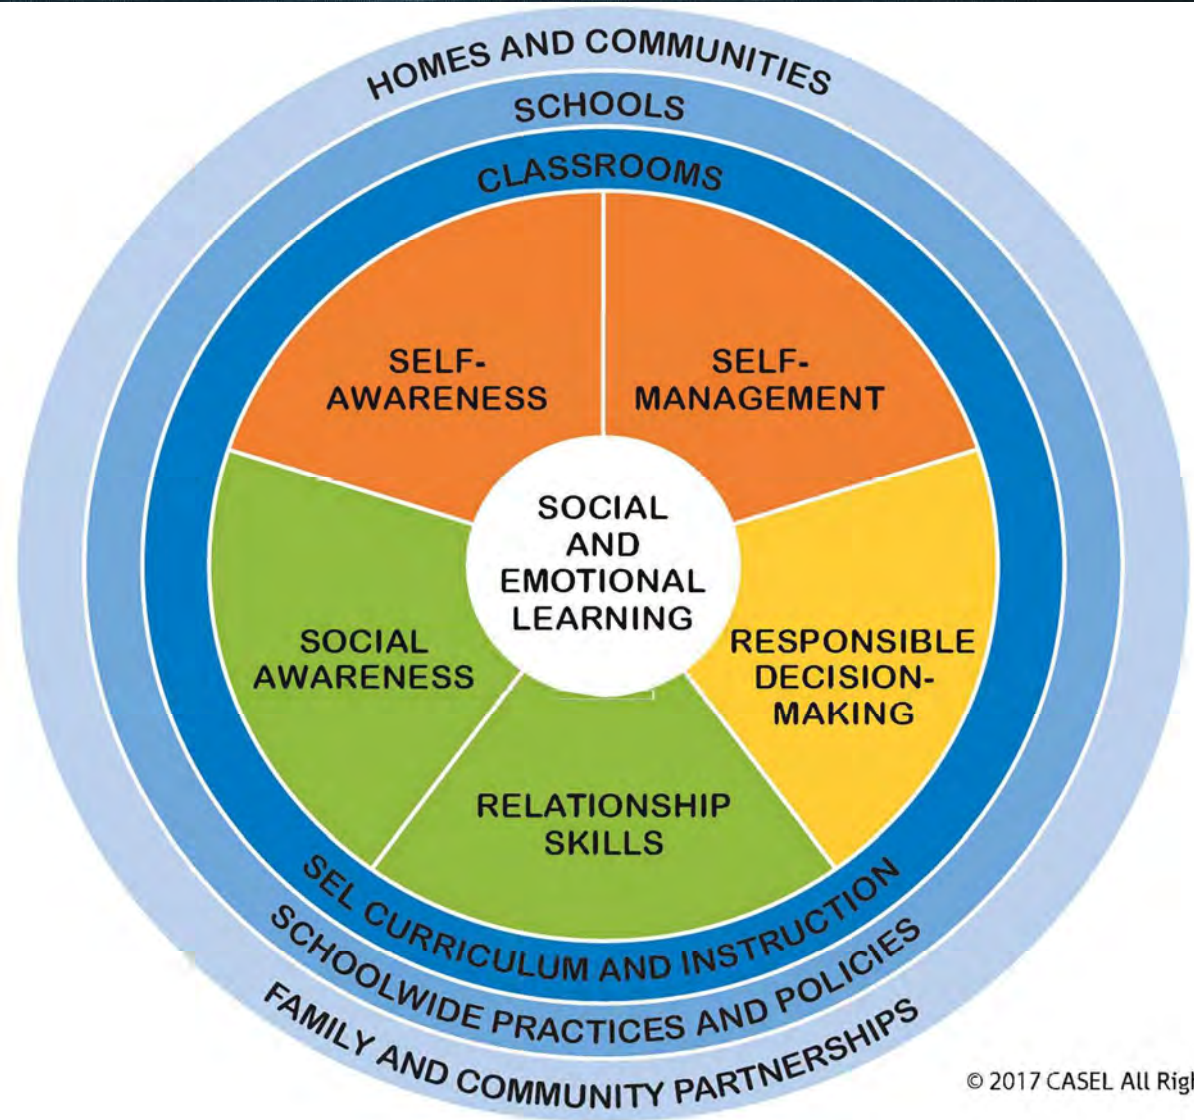 HOMES AND COMMUNITIES
SCHOOLS
CLASSROOMS
SELF-
AWARENESS
SELF-
MANAGEMENT
SOCIAL
AND
EMOTIONAL
LEARNING
SOCIAL
AWARENESS
RESPONSIBLE
DECISION-
MAKING
RELATIONSHIP
SKILLS
SEL CURRICULUM AND INSTRUCTION
SCHOOLWIDE PRACTICES AND POLICIES
FAMILY AND COMMUNITY PARTNERSHIPS
© 2017 CASEL All Righ